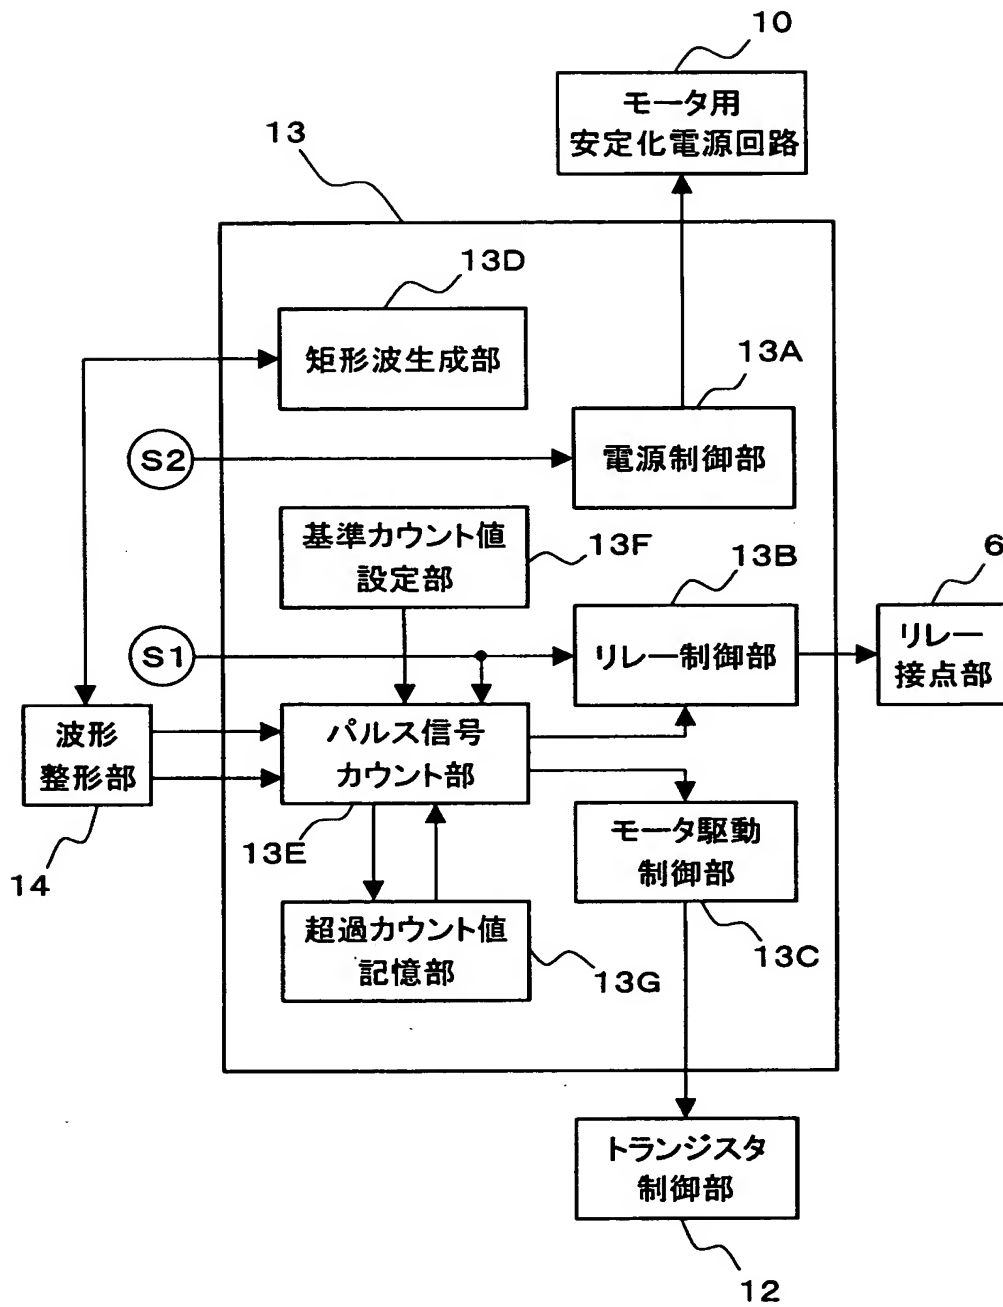 10
モータ用
安定化電源回路
13
13D
矩形波生成部
13A
電源制御部
S2
基準カウント値
設定部
13F
13B
6
S1
リレー制御部
リレー
接点部
波形
整形部
パルス信号
カウント部
13E
14
モータ駆動
制御部
13C
超過カウント値
記憶部
13G
トランジスタ
制御部
12